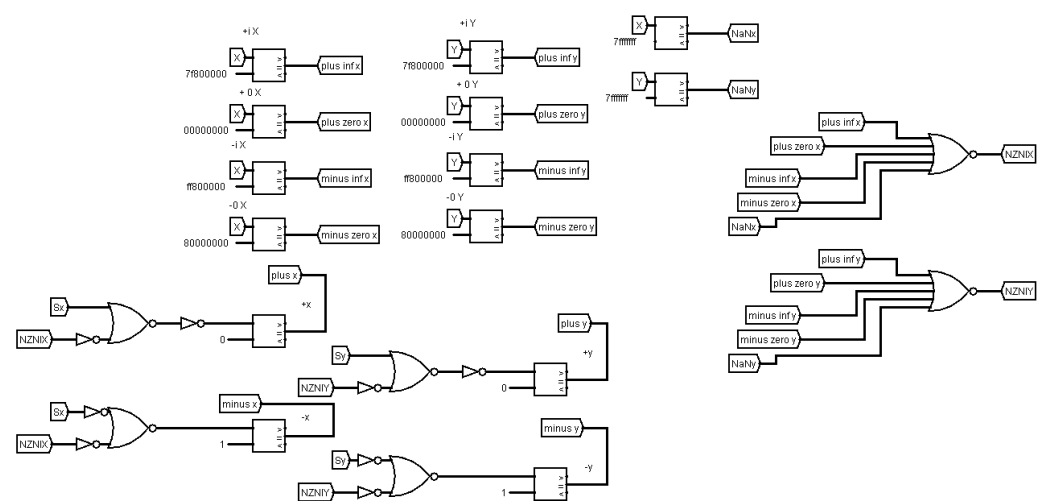 +i X
X
7f800000
plus inf x
+ 0 X
X
00000000
plus zero x
-i X
X
ff800000
minus inf x
-0 X
X
80000000
minus zero x
+i Y
Y
7f800000
plus inf y
+ 0 Y
Y
00000000
plus zero y
-i Y
Y
ff800000
minus inf y
-0 Y
Y
80000000
minus zero y
X
7fffffff
NaNx
Y
7fffffff
NaNy
plus inf x
plus zero x
minus inf x
minus zero x
NaNx
NZNIX
plus inf y
plus zero y
minus inf y
minus zero y
NaNy
NZNIY
plus x
+x
Sx
NZNIX
0
plus y
+y
Sy
NZNIY
0
minus x
-x
Sx
NZNIX
1
minus y
-y
Sy
NZNIY
1